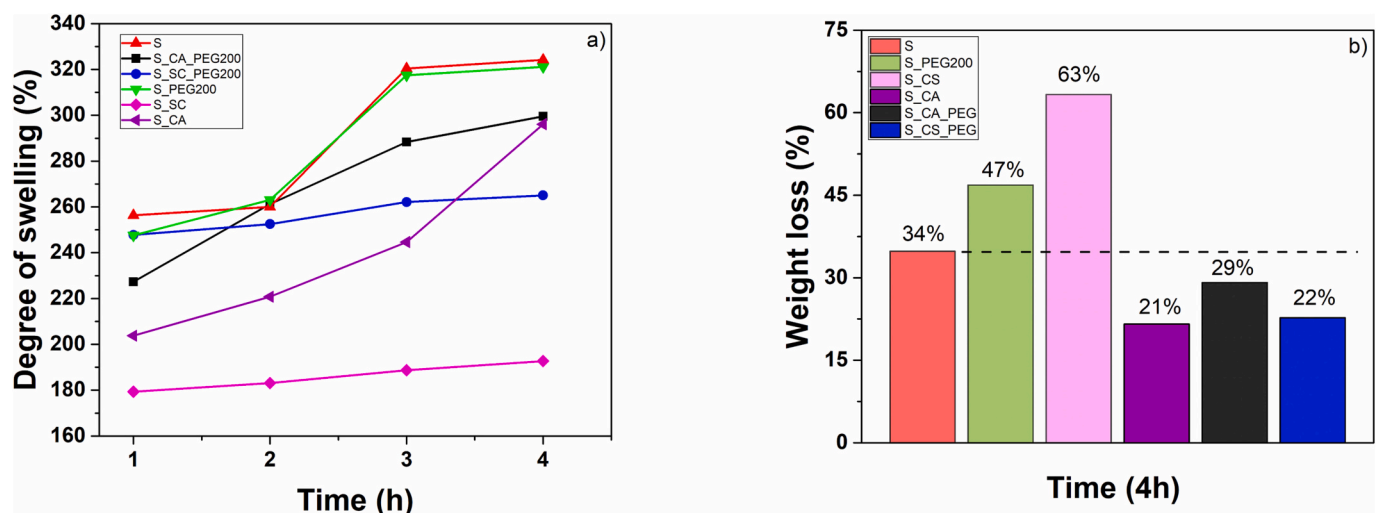 a)
Degree of swelling (%)
340
320
300
280
260
240
220
200
180
160
S
S_CA_PEG200
S_SC_PEG200
S_PEG200
S_SC
S_CA
1 2 3 4
Time (h)
b)
Weight loss (%)
75
60
45
30
15
0
S
S_PEG200
S_CS
S_CA
S_CA_PEG
S_CS_PEG
34%
47%
63%
21%
29%
22%
Time (4h)